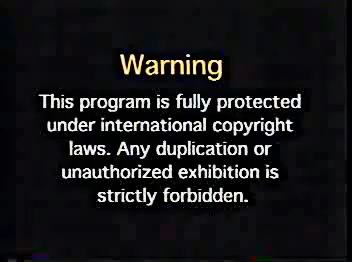 Warning
This program is fully protected
under international copyright
laws. Any duplication or
unauthorized exhibition is
strictly forbidden.